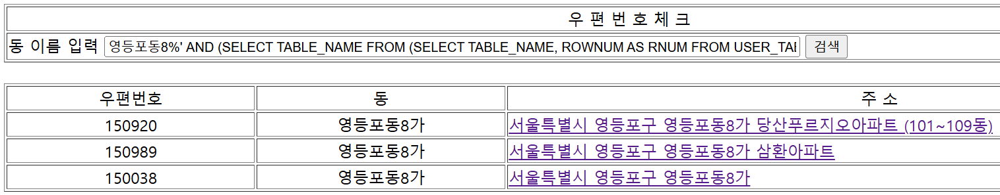 우 편 번 호 체 크
동 이름 입력 영등포동8%' AND (SELECT TABLE_NAME FROM (SELECT TABLE_NAME, ROWNUM AS RNUM FROM USER_TAB 검색
우편번호 동 주 소
150920 영등포동8가 서울특별시 영등포구 영등포동8가 당산푸르지오아파트 (101~109동)
150989 영등포동8가 서울특별시 영등포구 영등포동8가 삼환아파트
150038 영등포동8가 서울특별시 영등포구 영등포동8가